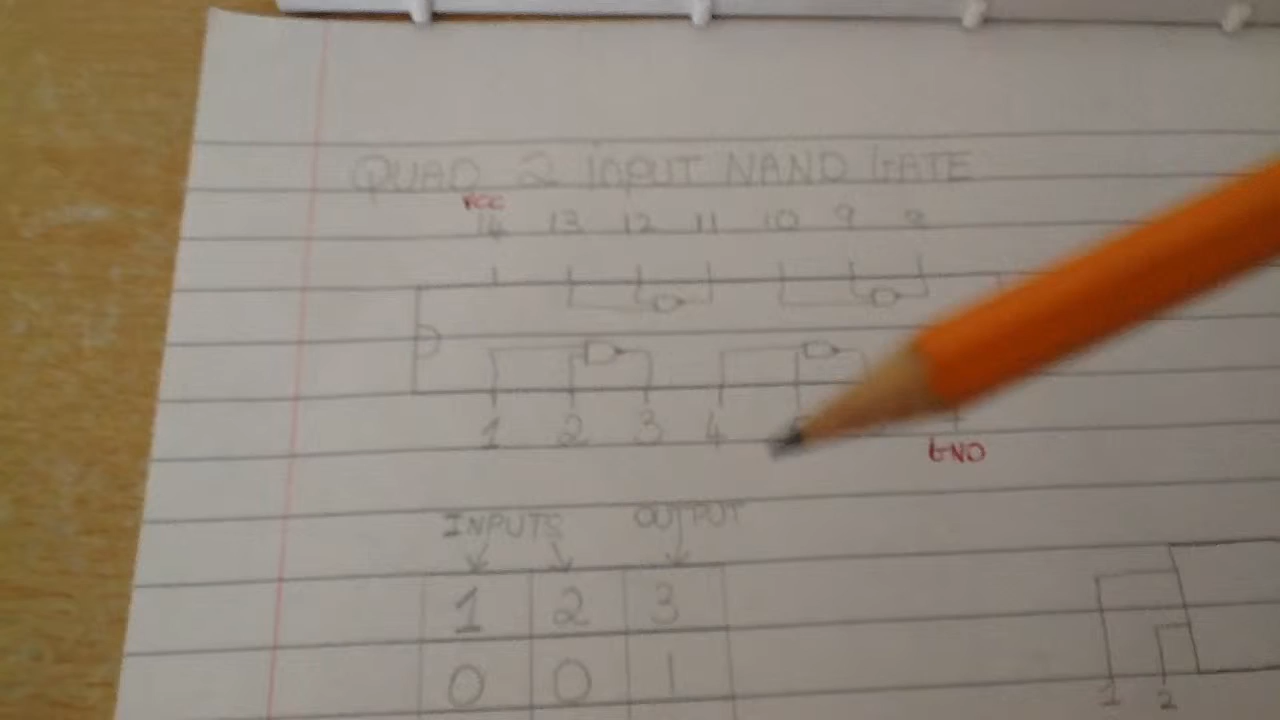 QUAD 2 INPUT NAND GATE
VCC
14 13 12 11 10 9 8
1 2 3 4
GND
INPUTS OUTPUT
1 2 3
0 0 1
1 2